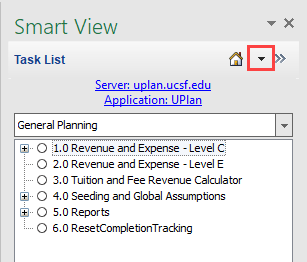 Smart View
Task List
Server: uplan.ucsf.edu
Application: UPlan
General Planning
1.0 Revenue and Expense - Level C
2.0 Revenue and Expense - Level E
3.0 Tuition and Fee Revenue Calculator
4.0 Seeding and Global Assumptions
5.0 Reports
6.0 ResetCompletionTracking